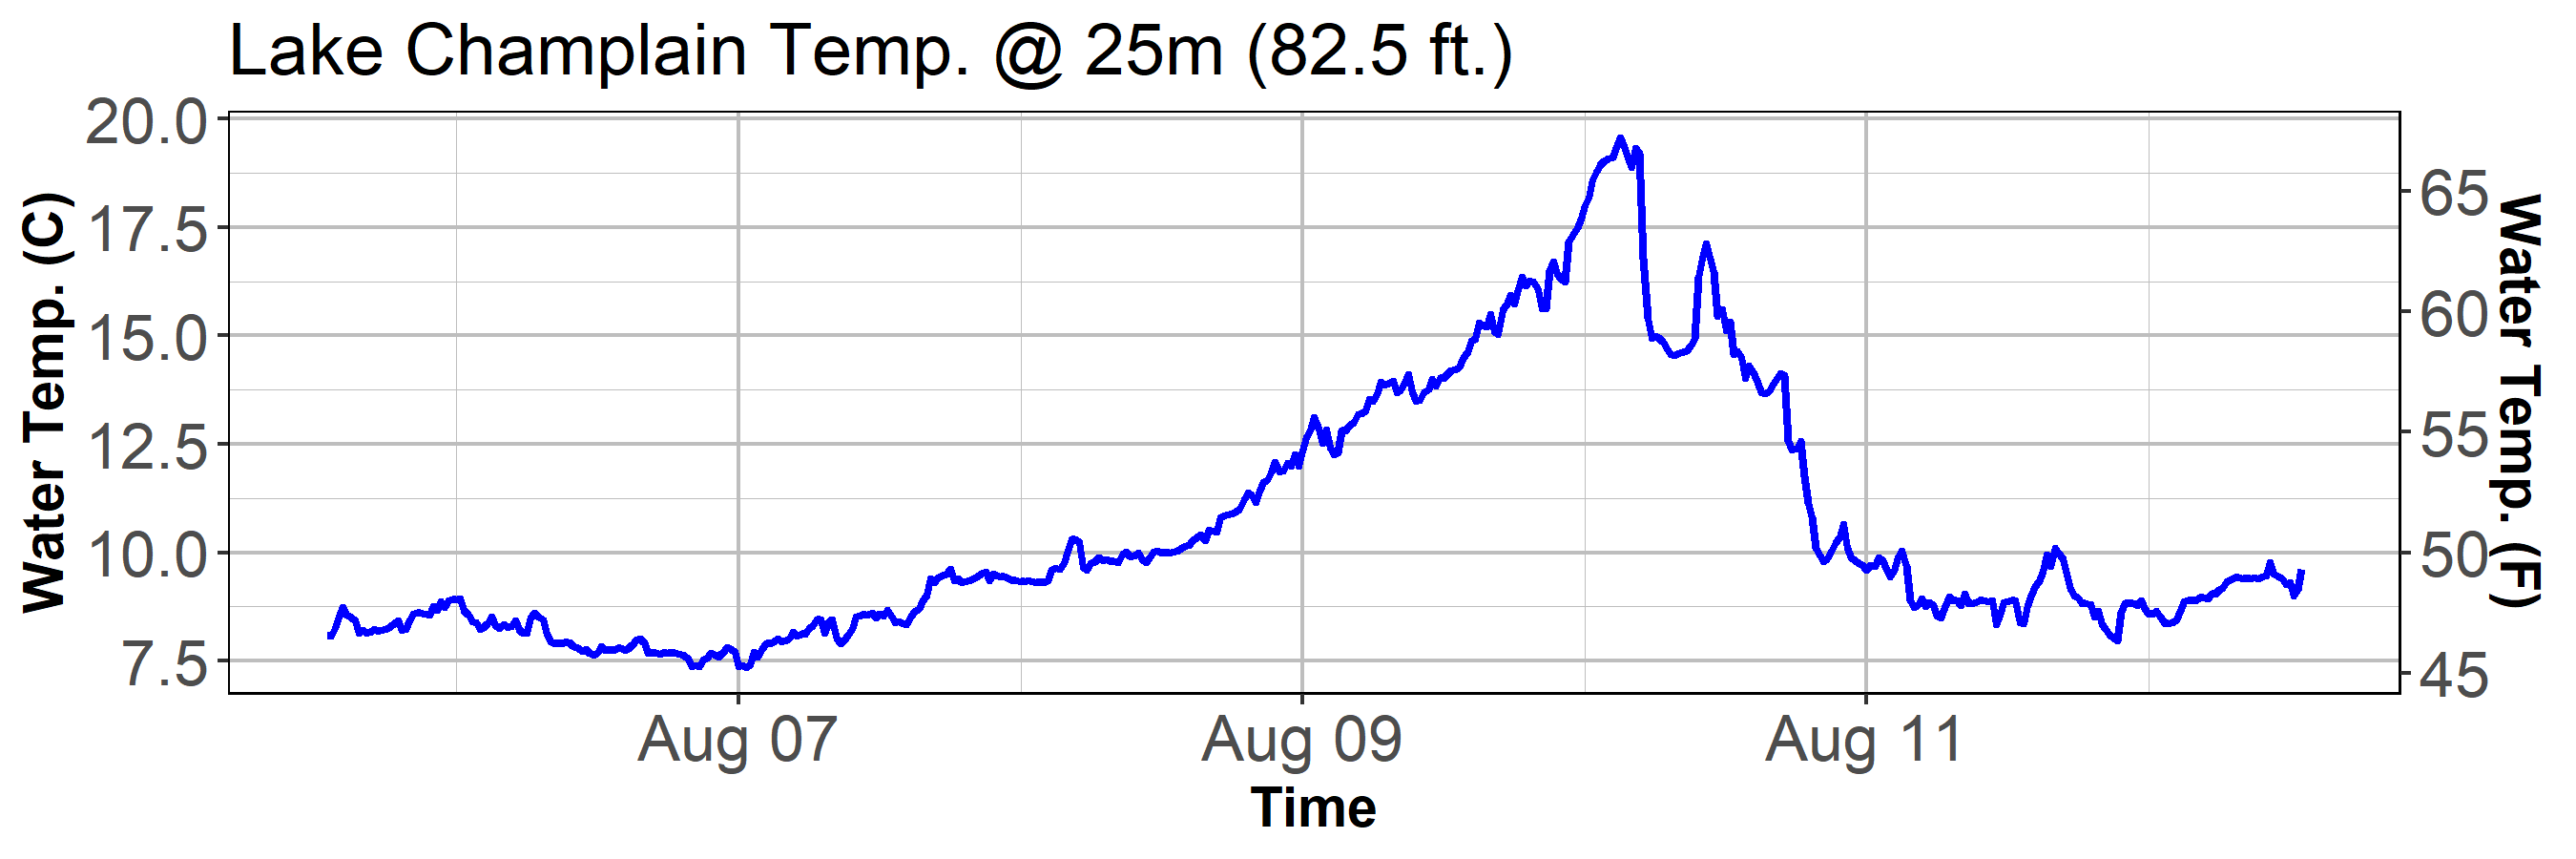 Lake Champlain Temp. @ 25m (82.5 ft.)
Water Temp. (C)
20.0
17.5
15.0
12.5
10.0
7.5
65
60
55
50
45
Water Temp. (F)
Aug 07 Aug 09 Aug 11
Time